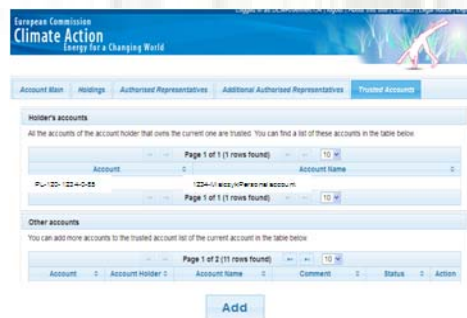 European Commission
Climate Action
Energy for a Changing World
Account Main Holdings Authorised Representatives Additional Authorised Representatives Trusted Accounts
Holder's accounts
All the accounts of the account holder that owns the current one are trusted. You can find a list of these accounts in the table below.
Page 1 of 1 (1 rows found) 10
Account Account Name
Page 1 of 1 (1 rows found) 10
Other accounts
You can add more accounts to the trusted account list of the current account in the table below.
Page 1 of 2 (11 rows found) 10
Account Account Holder Account Name Comment Status Action
Add